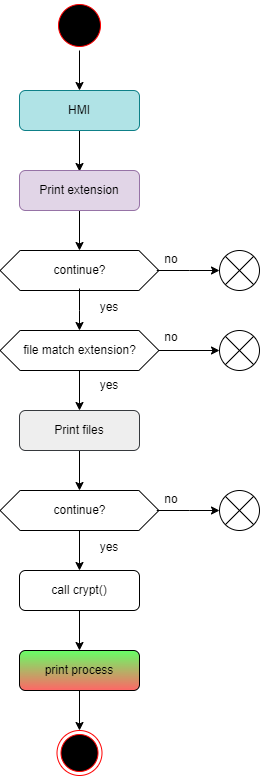 HMI
Print extension
continue?
no
yes
file match extension?
no
yes
Print files
continue?
no
yes
call crypt()
print process